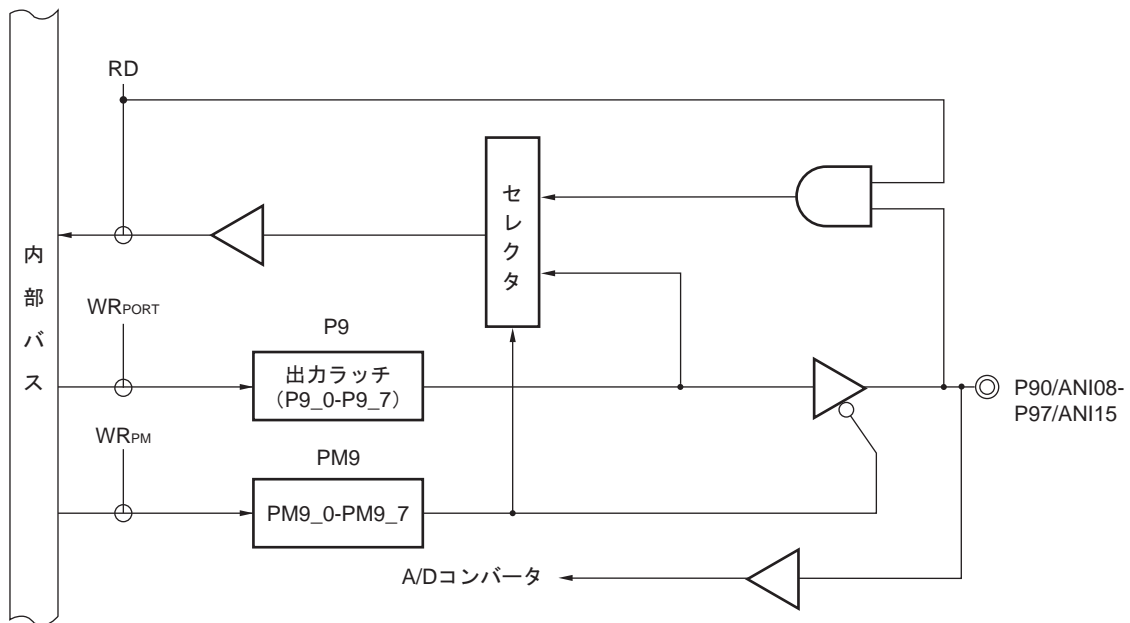 RD
セレクタ
内部バス
WRPORT
P9
出力ラッチ
(P9_0-P9_7)
P90/ANI08-
P97/ANI15
WRPM
PM9
PM9_0-PM9_7
A/Dコンバータ